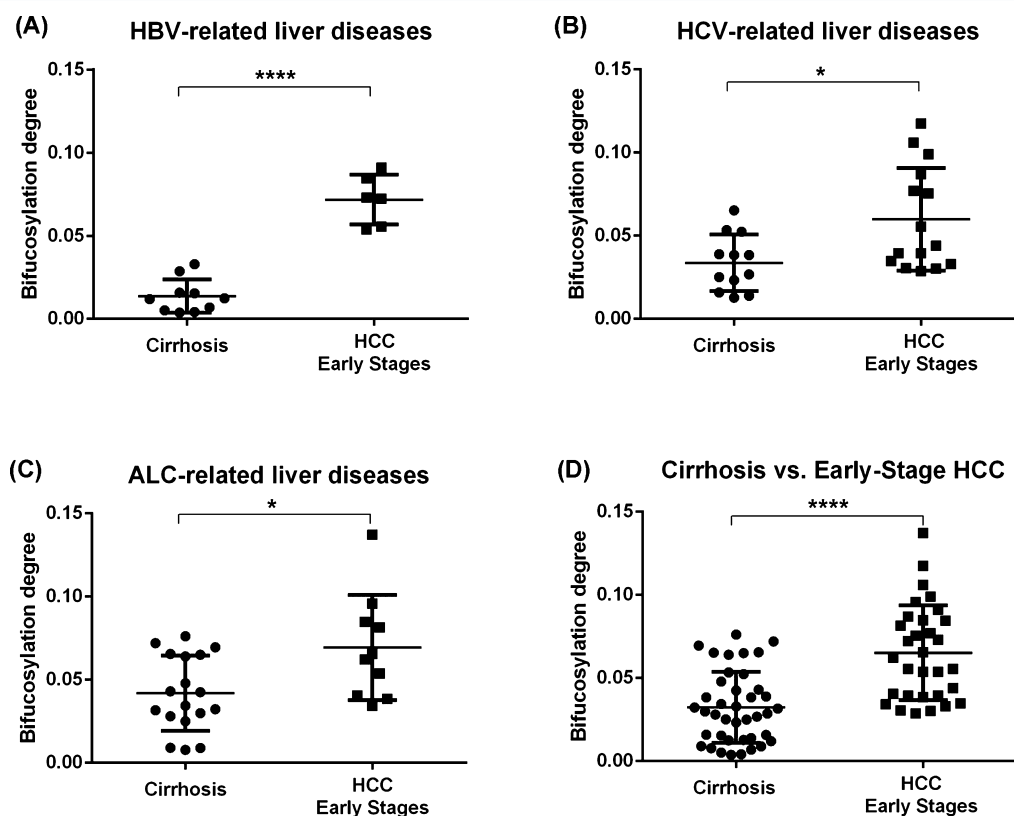 (A)
HBV-related liver diseases
Bifucosylation degree
0.15
0.10
0.05
0.00
****
Cirrhosis
HCC
Early Stages
(B)
HCV-related liver diseases
Bifucosylation degree
0.15
0.10
0.05
0.00
*
Cirrhosis
HCC
Early Stages
(C)
ALC-related liver diseases
Bifucosylation degree
0.15
0.10
0.05
0.00
*
Cirrhosis
HCC
Early Stages
(D)
Cirrhosis vs. Early-Stage HCC
Bifucosylation degree
0.15
0.10
0.05
0.00
****
Cirrhosis
HCC
Early Stages